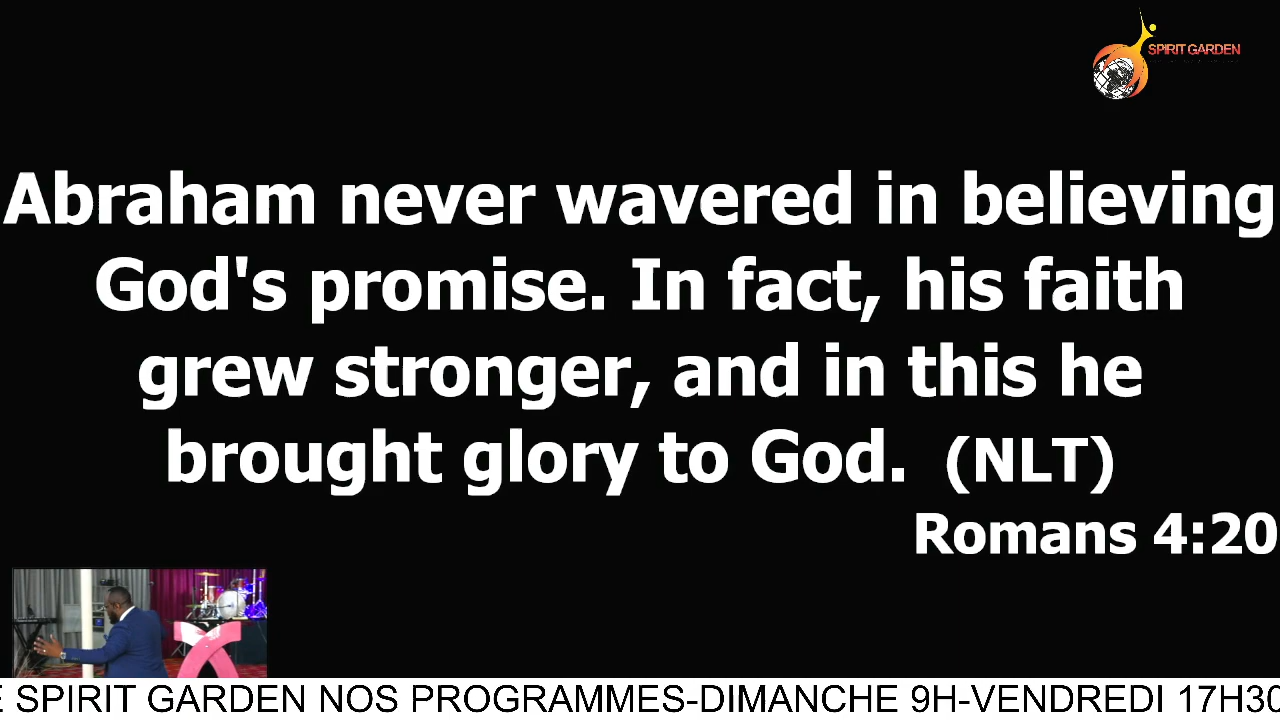 SPIRIT GARDEN
Abraham never wavered in believing
God's promise. In fact, his faith
grew stronger, and in this he
brought glory to God. (NLT)
Romans 4:20
E SPIRIT GARDEN NOS PROGRAMMES-DIMANCHE 9H-VENDREDI 17H30